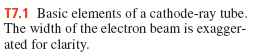 T7.1 Basic elements of a cathode-ray tube.
The width of the electron beam is exagger-
ated for clarity.